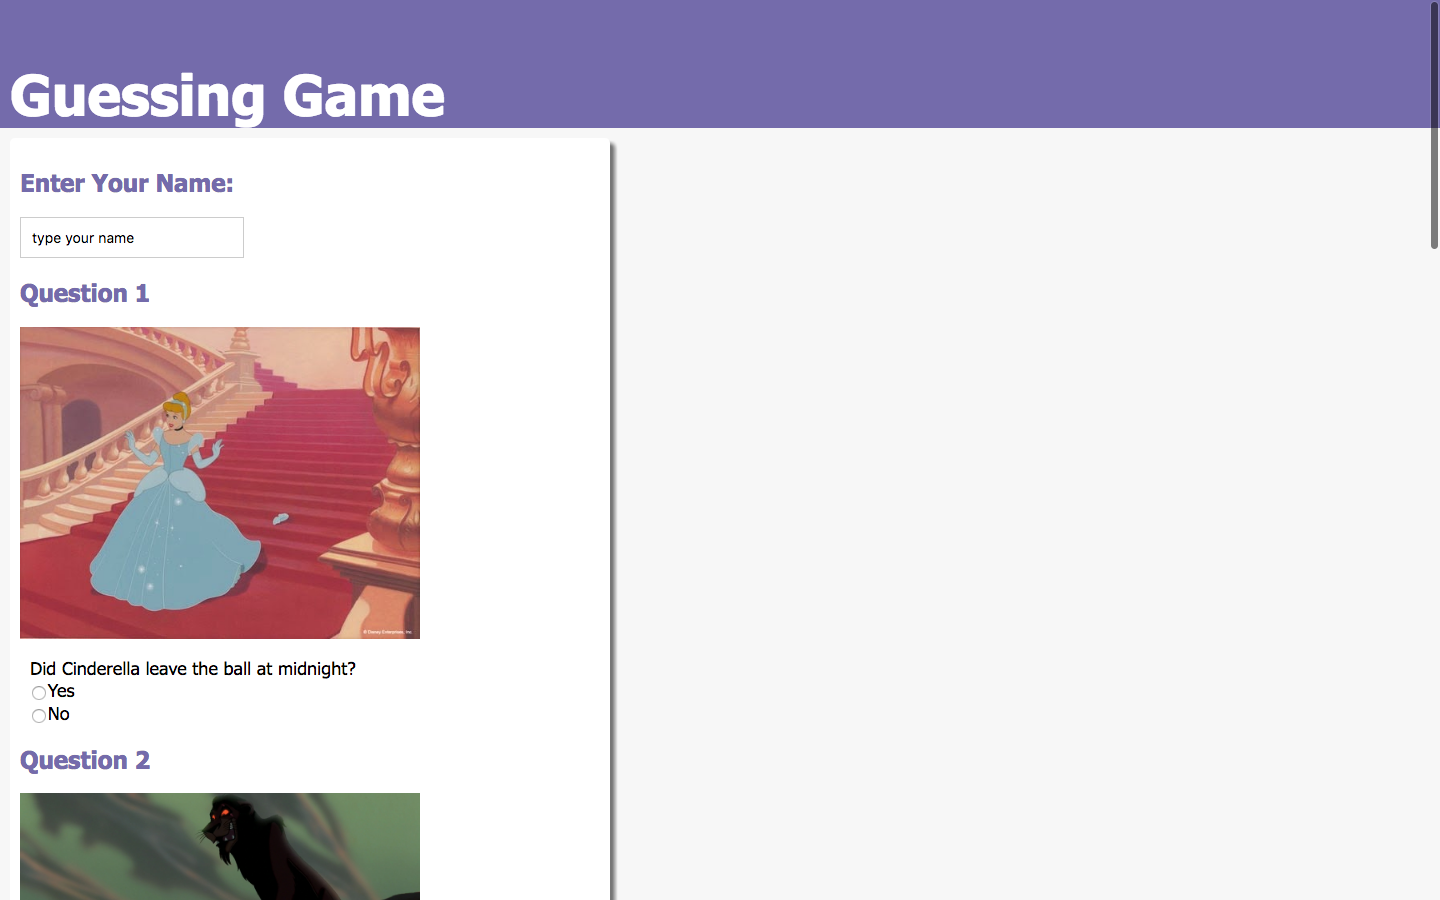 Guessing Game
Enter Your Name:
type your name
Question 1
© Disney Enterprises, Inc.
Did Cinderella leave the ball at midnight?
Yes
No
Question 2